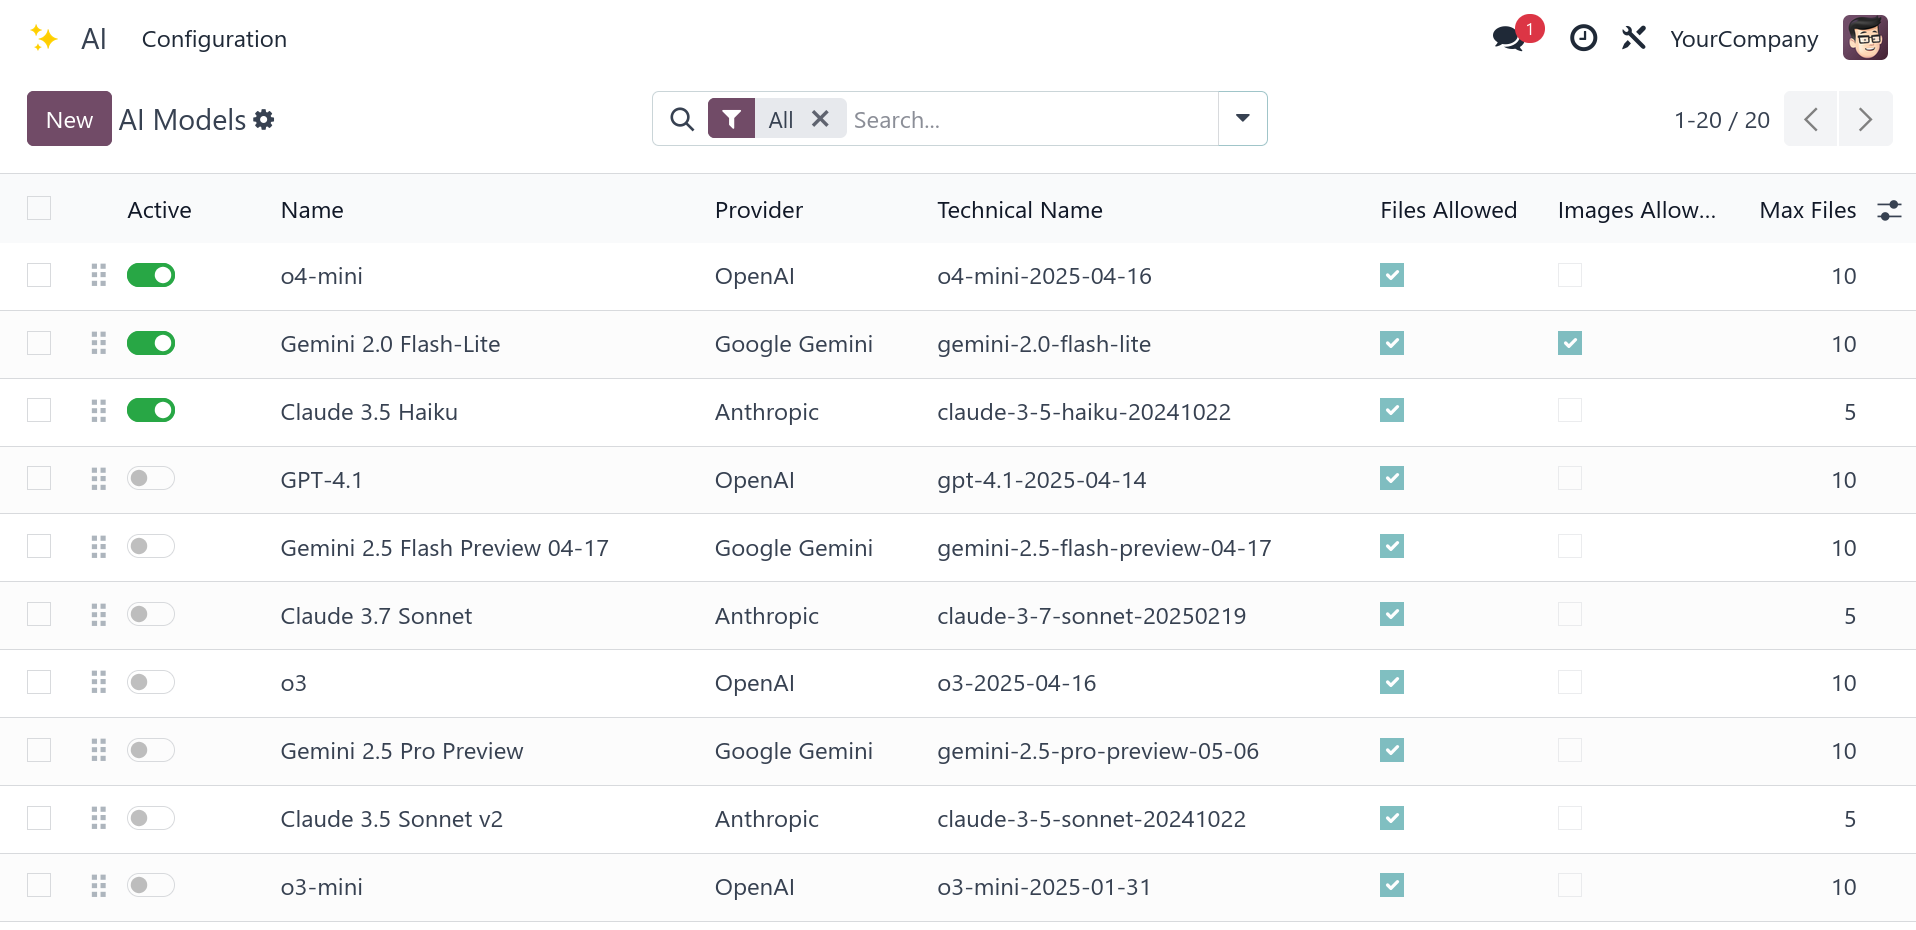 AI Configuration 1 YourCompany
New AI Models All Search... 1-20 / 20
Active Name Provider Technical Name Files Allowed Images Allow... Max Files
o4-mini OpenAI o4-mini-2025-04-16 10
Gemini 2.0 Flash-Lite Google Gemini gemini-2.0-flash-lite 10
Claude 3.5 Haiku Anthropic claude-3-5-haiku-20241022 5
GPT-4.1 OpenAI gpt-4.1-2025-04-14 10
Gemini 2.5 Flash Preview 04-17 Google Gemini gemini-2.5-flash-preview-04-17 10
Claude 3.7 Sonnet Anthropic claude-3-7-sonnet-20250219 5
o3 OpenAI o3-2025-04-16 10
Gemini 2.5 Pro Preview Google Gemini gemini-2.5-pro-preview-05-06 10
Claude 3.5 Sonnet v2 Anthropic claude-3-5-sonnet-20241022 5
o3-mini OpenAI o3-mini-2025-01-31 10